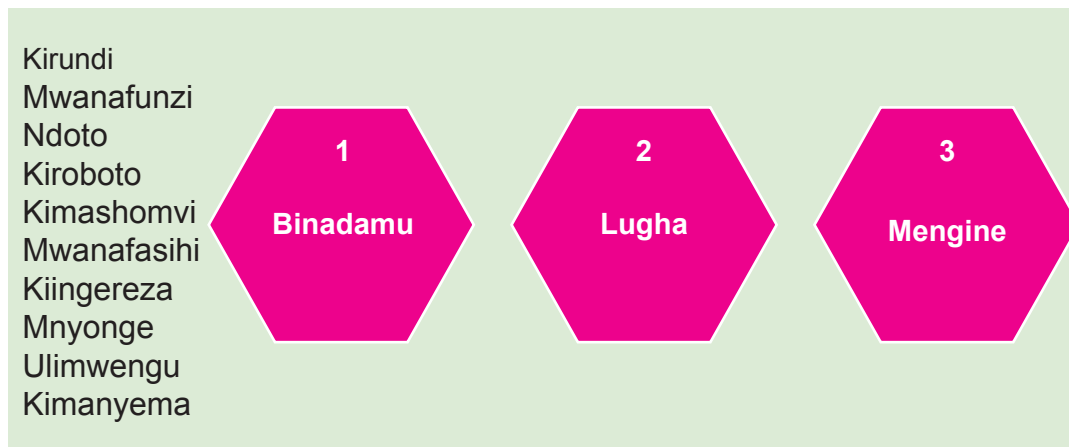 Kirundi
Mwanafunzi
Ndoto
Kiroboto
Kimashomvi
Mwanafasihi
Kiingereza
Mnyonge
Ulimwengu
Kimanyema
1
Binadamu
2
Lugha
3
Mengine